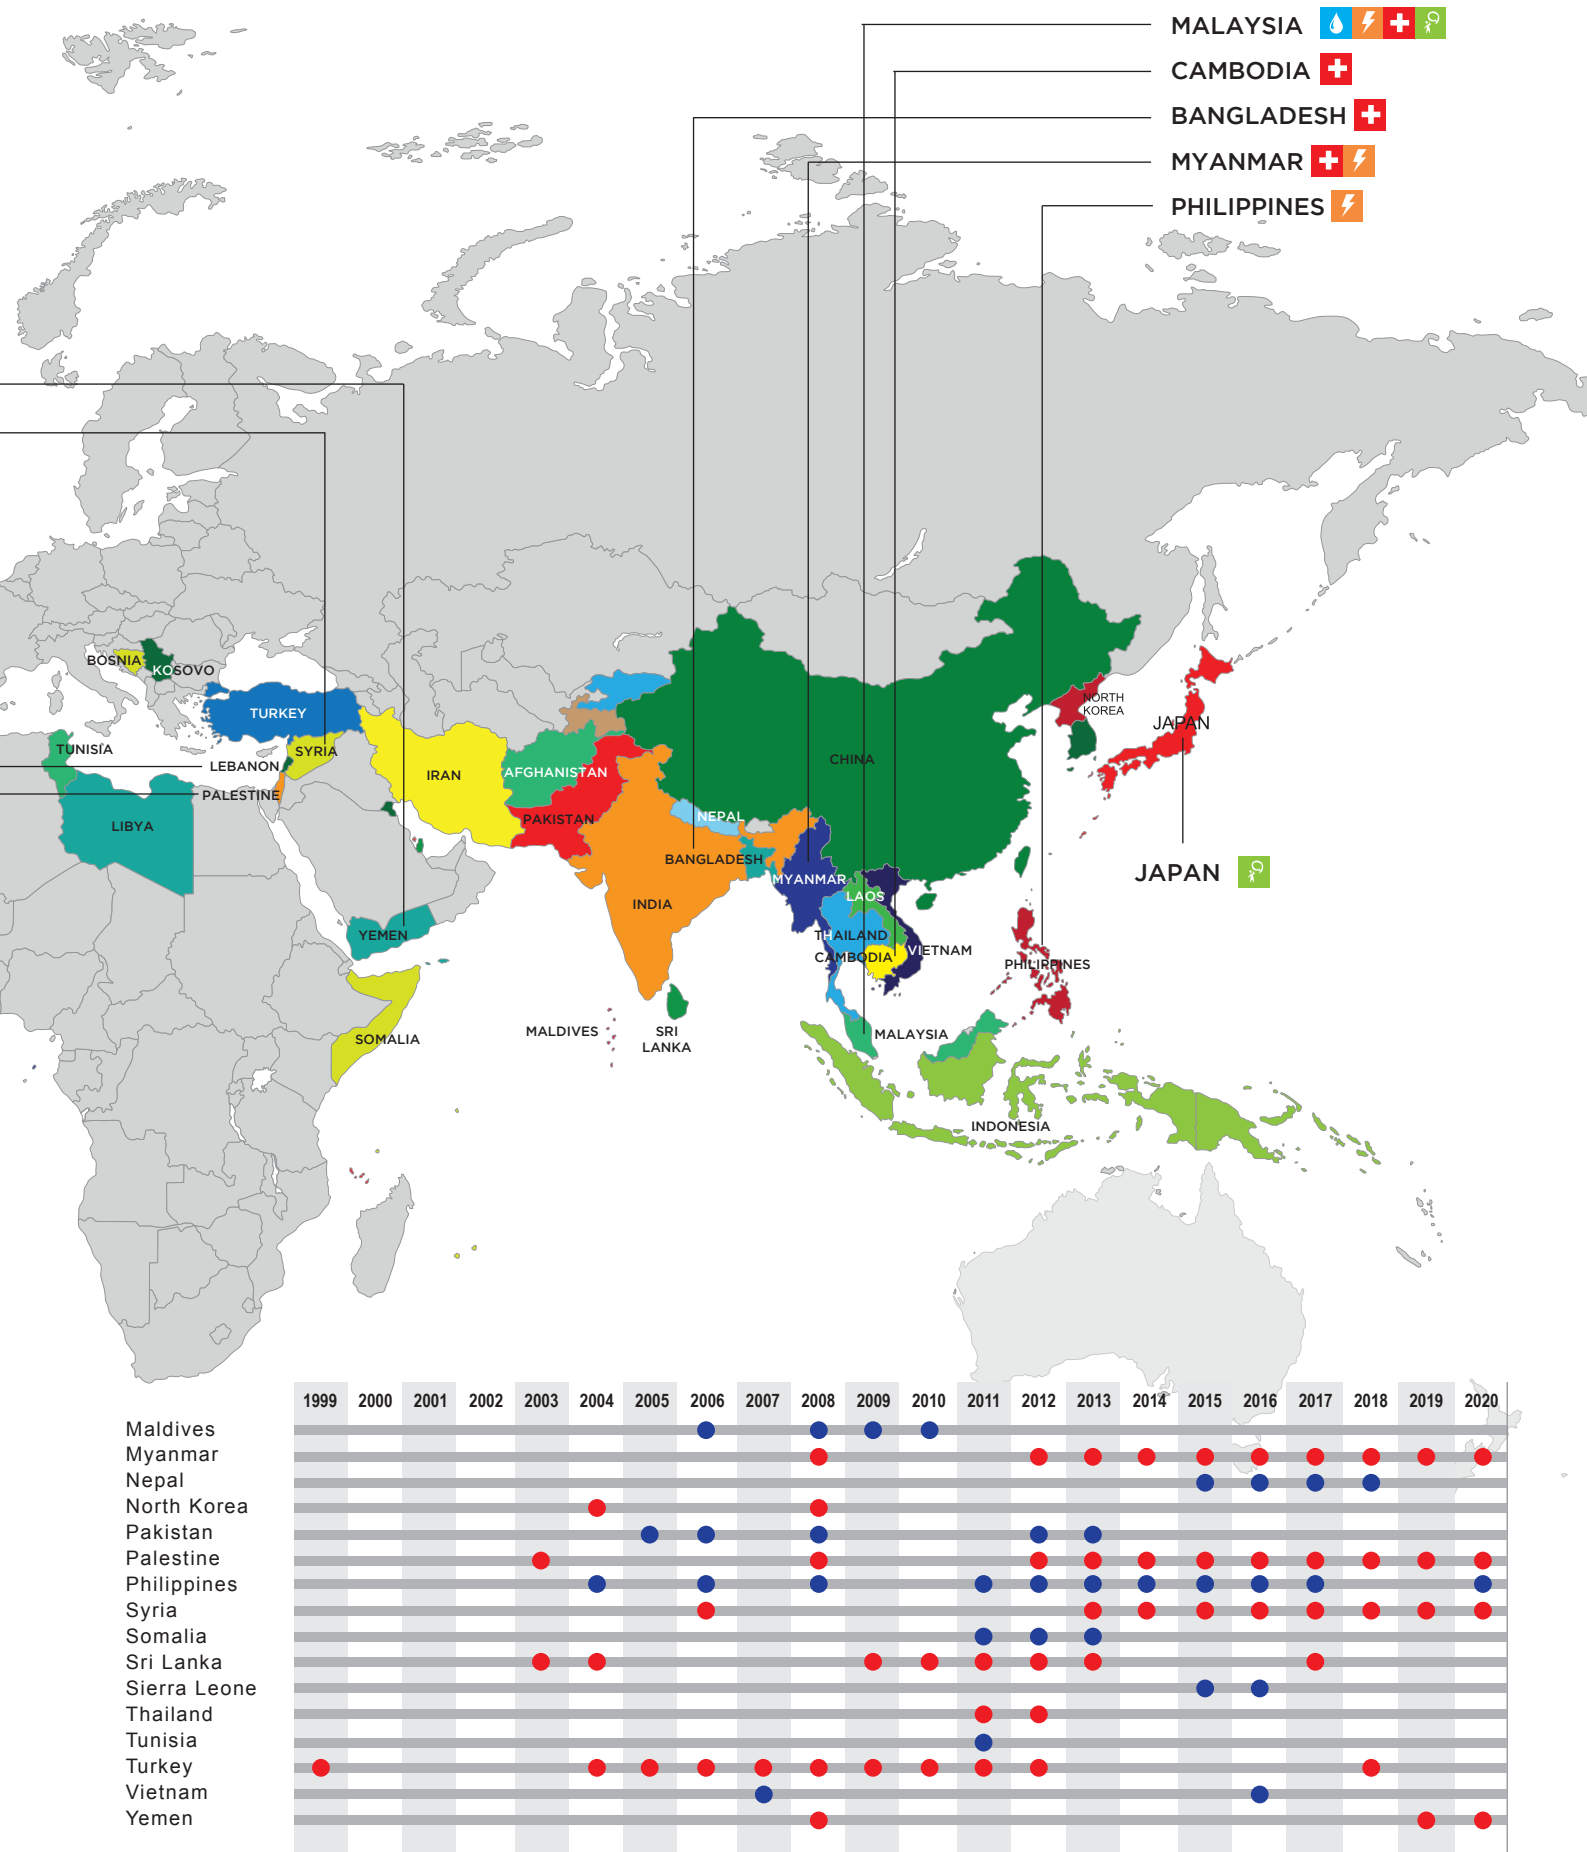 MALAYSIA
CAMBODIA
BANGLADESH
MYANMAR
PHILIPPINES
BOSNIA
KOSOVO
TURKEY
TUNISIA
SYRIA
LEBANON
PALESTINE
LIBYA
IRAN
AFGHANISTAN
PAKISTAN
NEPAL
BANGLADESH
INDIA
CHINA
NORTH
KOREA
JAPAN
JAPAN
MYANMAR
LAOS
THAILAND
CAMBODIA
VIETNAM
PHILIPPINES
YEMEN
SOMALIA
MALDIVES
SRI
LANKA
MALAYSIA
INDONESIA
1999 2000 2001 2002 2003 2004 2005 2006 2007 2008 2009 2010 2011 2012 2013 2014 2015 2016 2017 2018 2019 2020
Maldives
Myanmar
Nepal
North Korea
Pakistan
Palestine
Philippines
Syria
Somalia
Sri Lanka
Sierra Leone
Thailand
Tunisia
Turkey
Vietnam
Yemen